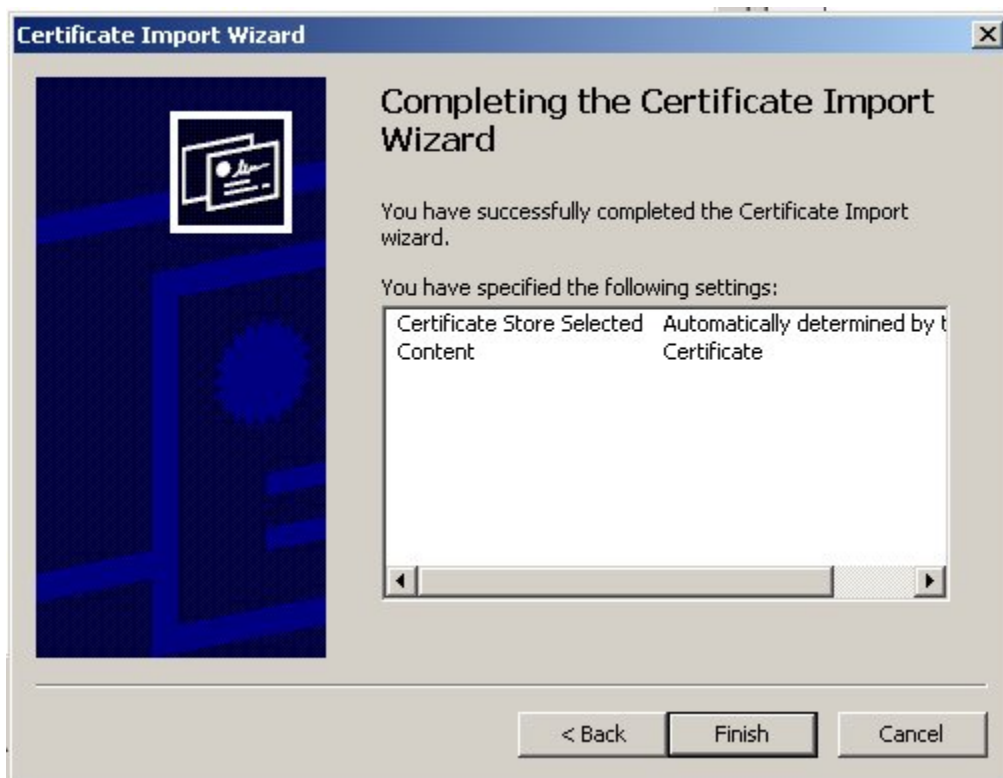 Certificate Import Wizard
Completing the Certificate Import
Wizard
You have successfully completed the Certificate Import
wizard.
You have specified the following settings:
Certificate Store Selected Automatically determined by t
Content Certificate
< Back Finish Cancel